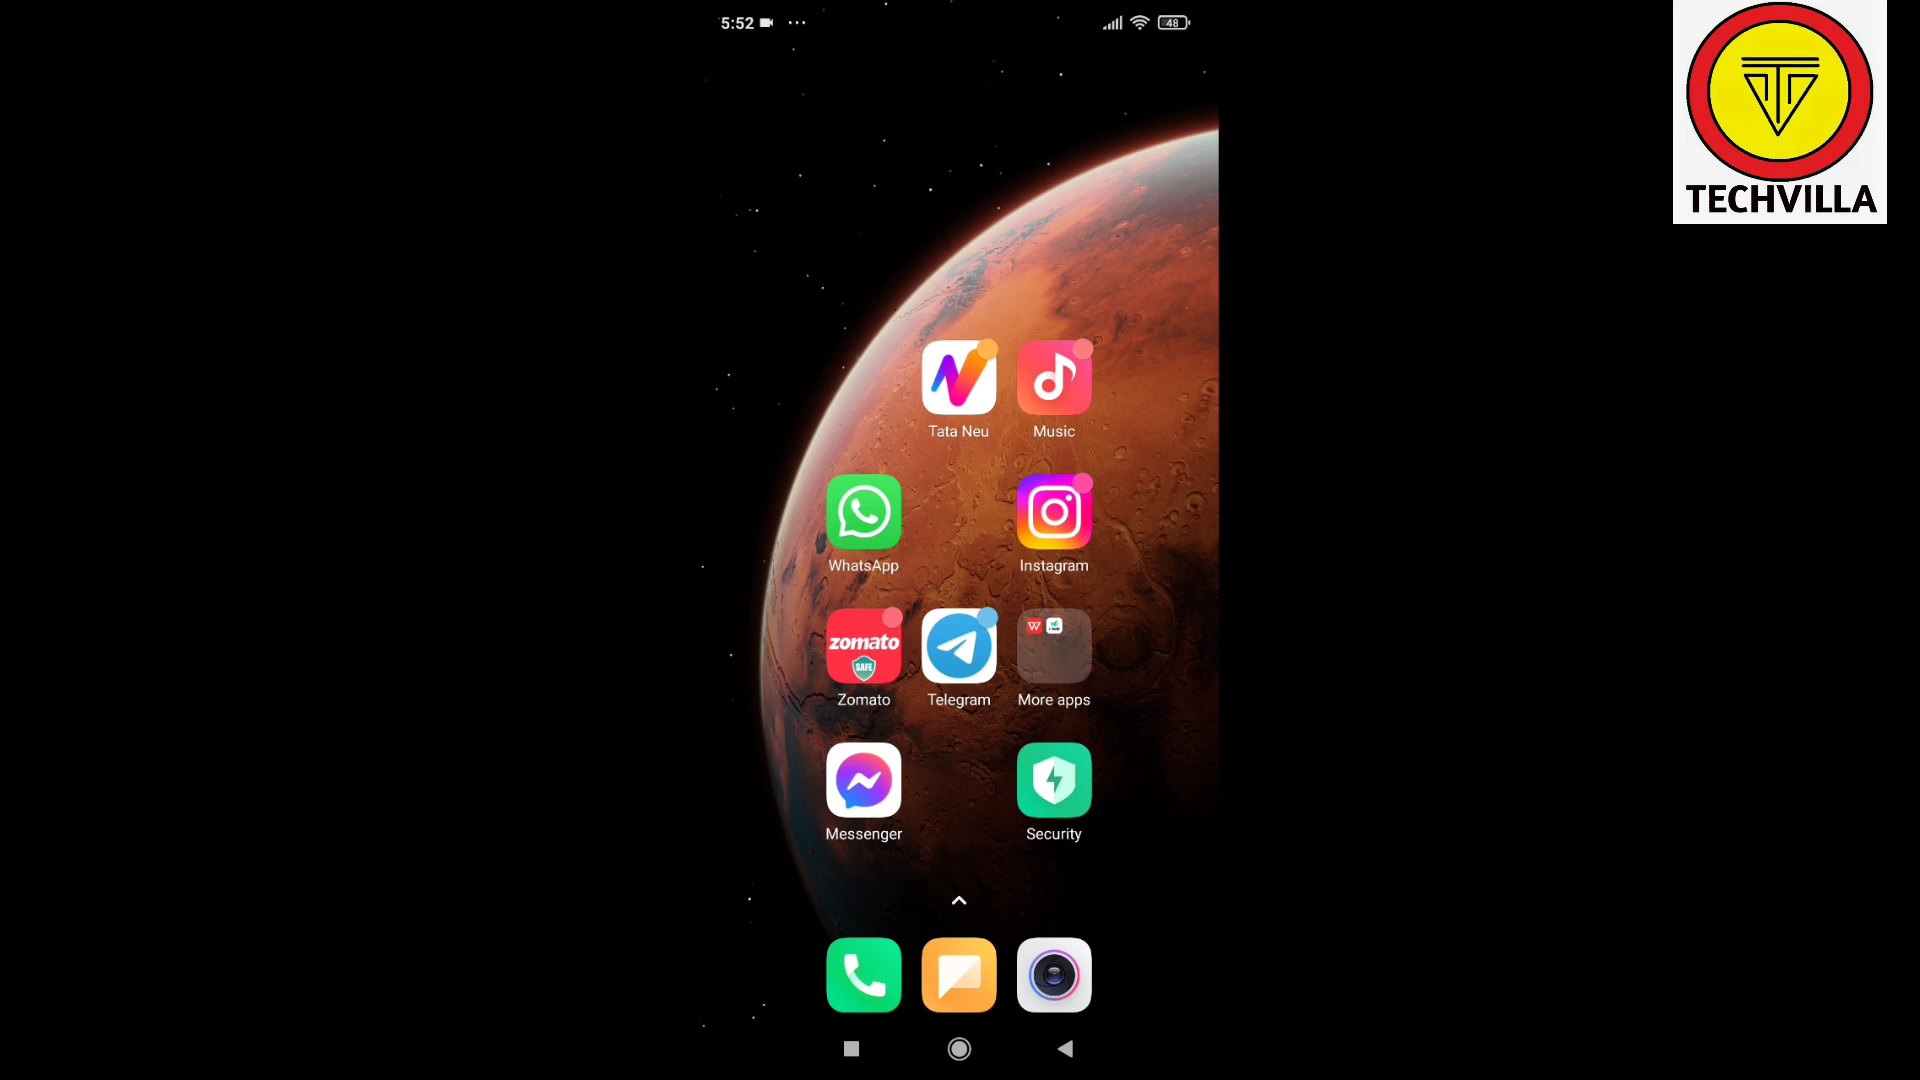 5:52
48
TECHVILLA
Tata Neu
Music
WhatsApp
Instagram
zomato
SAFE
Zomato
Telegram
More apps
Messenger
Security